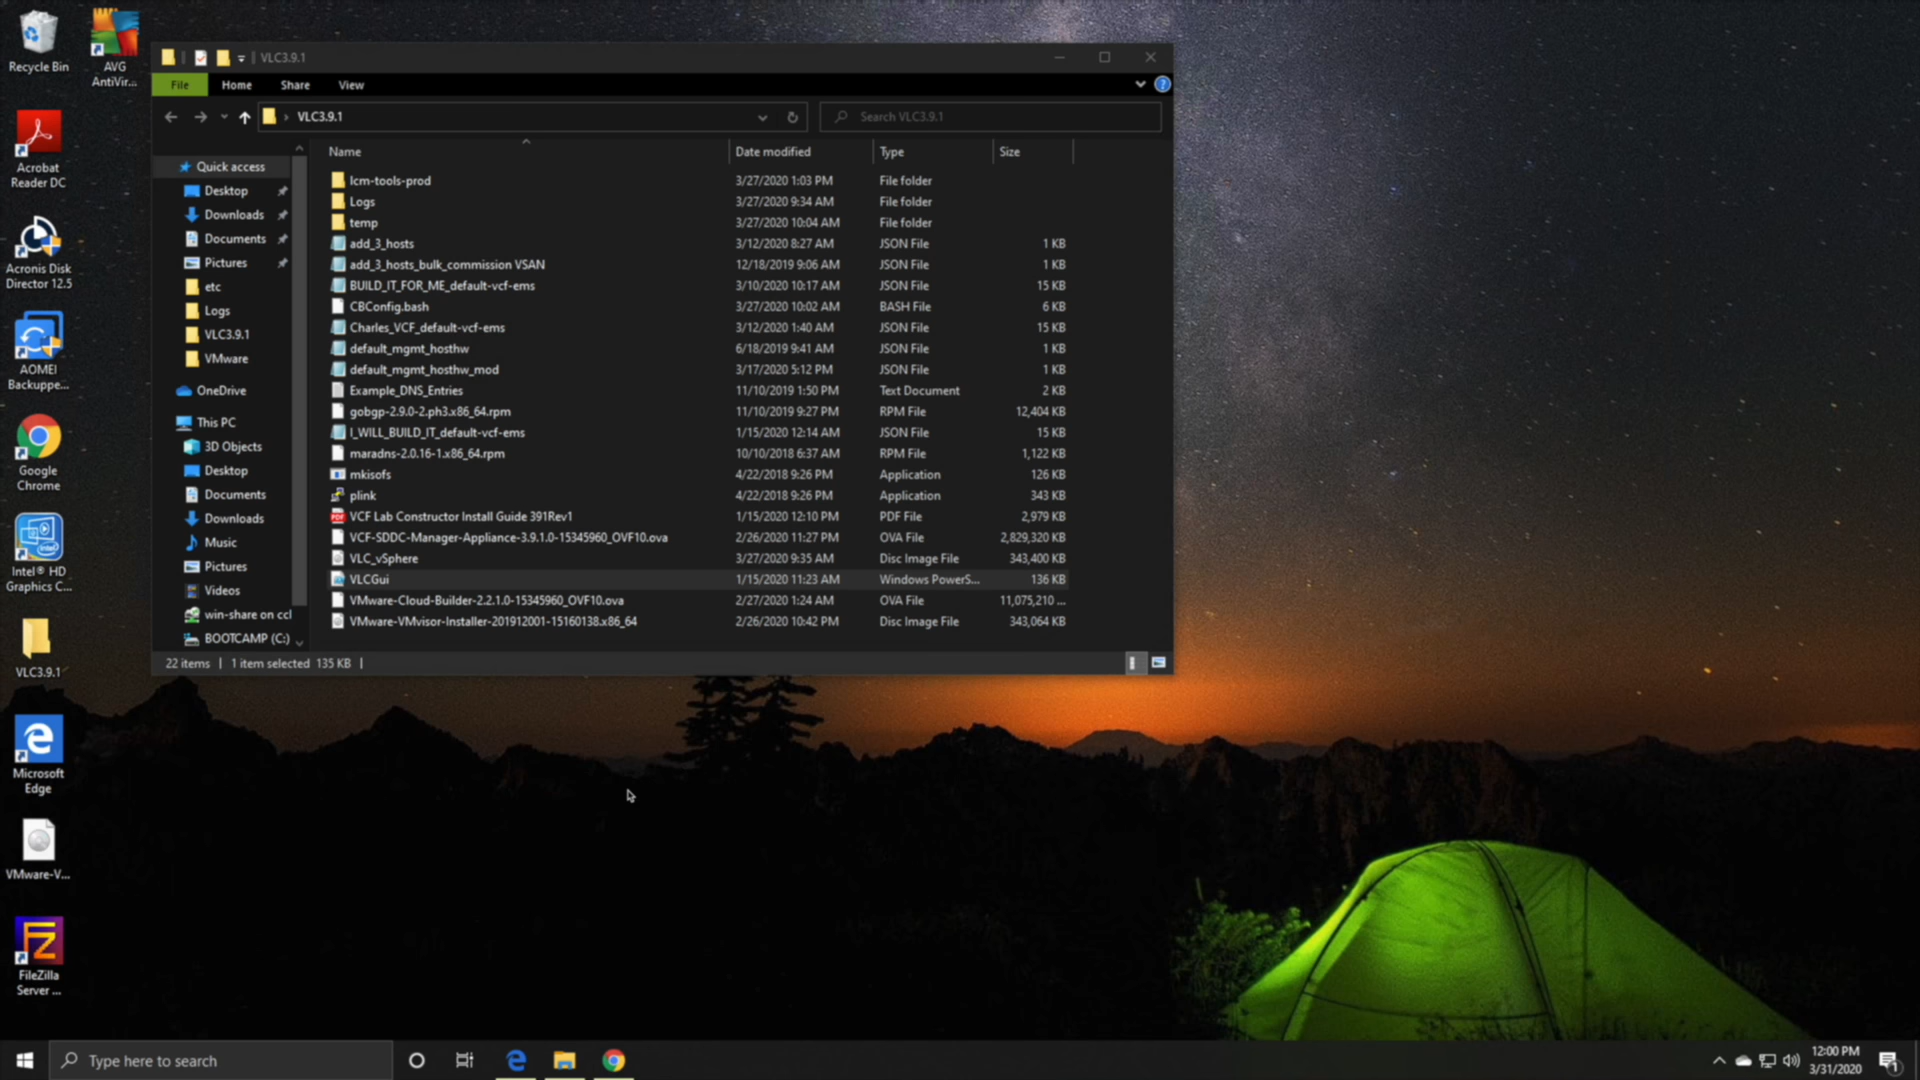 Recycle Bin
AVG
AntiVir...
Acrobat
Reader DC
Acronis Disk
Director 12.5
AOMEI
Backuppe...
Google
Chrome
Intel® HD
Graphics C...
VLC3.9.1
Microsoft
Edge
VMware-V...
FileZilla
Server ...
VLC3.9.1
File Home Share View
VLC3.9.1
Search VLC3.9.1
Quick access
Desktop
Downloads
Documents
Pictures
etc
Logs
VLC3.9.1
VMware
OneDrive
This PC
3D Objects
Desktop
Documents
Downloads
Music
Pictures
Videos
win-share on ccl
BOOTCAMP (C:)
Name Date modified Type Size
lcm-tools-prod 3/27/2020 1:03 PM File folder
Logs 3/27/2020 9:34 AM File folder
temp 3/27/2020 10:04 AM File folder
add_3_hosts 3/12/2020 8:27 AM JSON File 1 KB
add_3_hosts_bulk_commission VSAN 12/18/2019 9:06 AM JSON File 1 KB
BUILD_IT_FOR_ME_default-vcf-ems 3/10/2020 10:17 AM JSON File 15 KB
CBConfig.bash 3/27/2020 10:02 AM BASH File 6 KB
Charles_VCF_default-vcf-ems 3/12/2020 1:40 AM JSON File 15 KB
default_mgmt_hosthw 6/18/2019 9:41 AM JSON File 1 KB
default_mgmt_hosthw_mod 3/17/2020 5:12 PM JSON File 1 KB
Example_DNS_Entries 11/10/2019 1:50 PM Text Document 2 KB
gobgp-2.9.0-2.ph3.x86_64.rpm 11/10/2019 9:27 PM RPM File 12,404 KB
I_WILL_BUILD_IT_default-vcf-ems 1/15/2020 12:14 AM JSON File 15 KB
maradns-2.0.16-1.x86_64.rpm 10/10/2018 6:37 AM RPM File 1,122 KB
mkisofs 4/22/2018 9:26 PM Application 126 KB
plink 4/22/2018 9:26 PM Application 343 KB
VCF Lab Constructor Install Guide 391Rev1 1/15/2020 12:10 PM PDF File 2,979 KB
VCF-SDDC-Manager-Appliance-3.9.1.0-15345960_OVF10.ova 2/26/2020 11:27 PM OVA File 2,829,320 KB
VLC_vSphere 3/27/2020 9:35 AM Disc Image File 343,400 KB
VLCGui 1/15/2020 11:23 AM Windows PowerS... 136 KB
VMware-Cloud-Builder-2.2.1.0-15345960_OVF10.ova 2/27/2020 1:24 AM OVA File 11,075,210 ...
VMware-VMvisor-Installer-201912001-15160138.x86_64 2/26/2020 10:42 PM Disc Image File 343,064 KB
22 items 1 item selected 135 KB
Type here to search
12:00 PM
3/31/2020
1